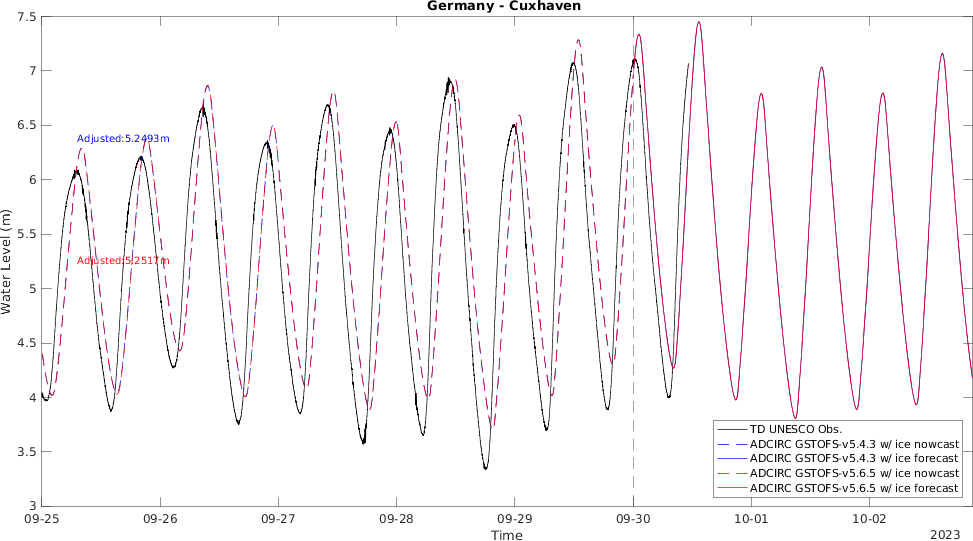 Germany - Cuxhaven
7.5
7
6.5
6
5.5
5
4.5
4
3.5
3
Water Level (m)
Adjusted:5.2493m
Adjusted:5.2517m
TD UNESCO Obs.
ADCIRC GSTOFS-v5.4.3 w/ ice nowcast
ADCIRC GSTOFS-v5.4.3 w/ ice forecast
ADCIRC GSTOFS-v5.6.5 w/ ice nowcast
ADCIRC GSTOFS-v5.6.5 w/ ice forecast
09-25 09-26 09-27 09-28 09-29 09-30 10-01 10-02
Time
2023